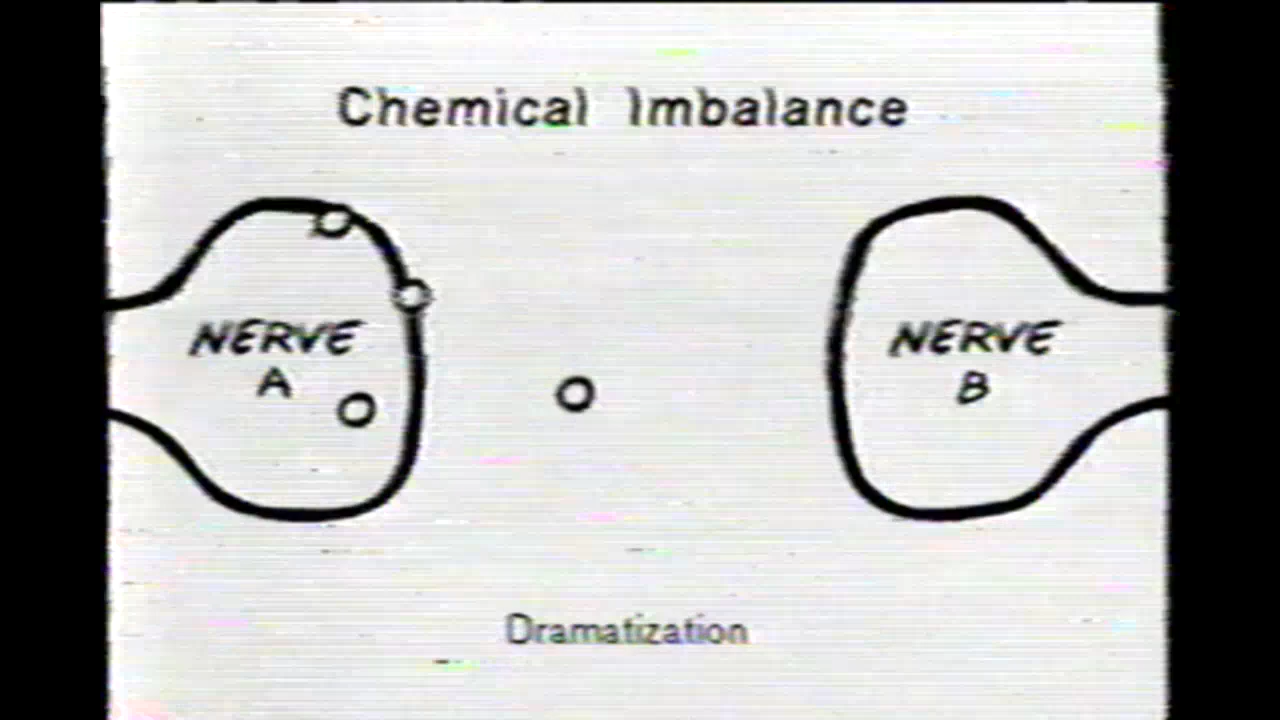 Chemical Imbalance
NERVE
A
NERVE
B
Dramatization